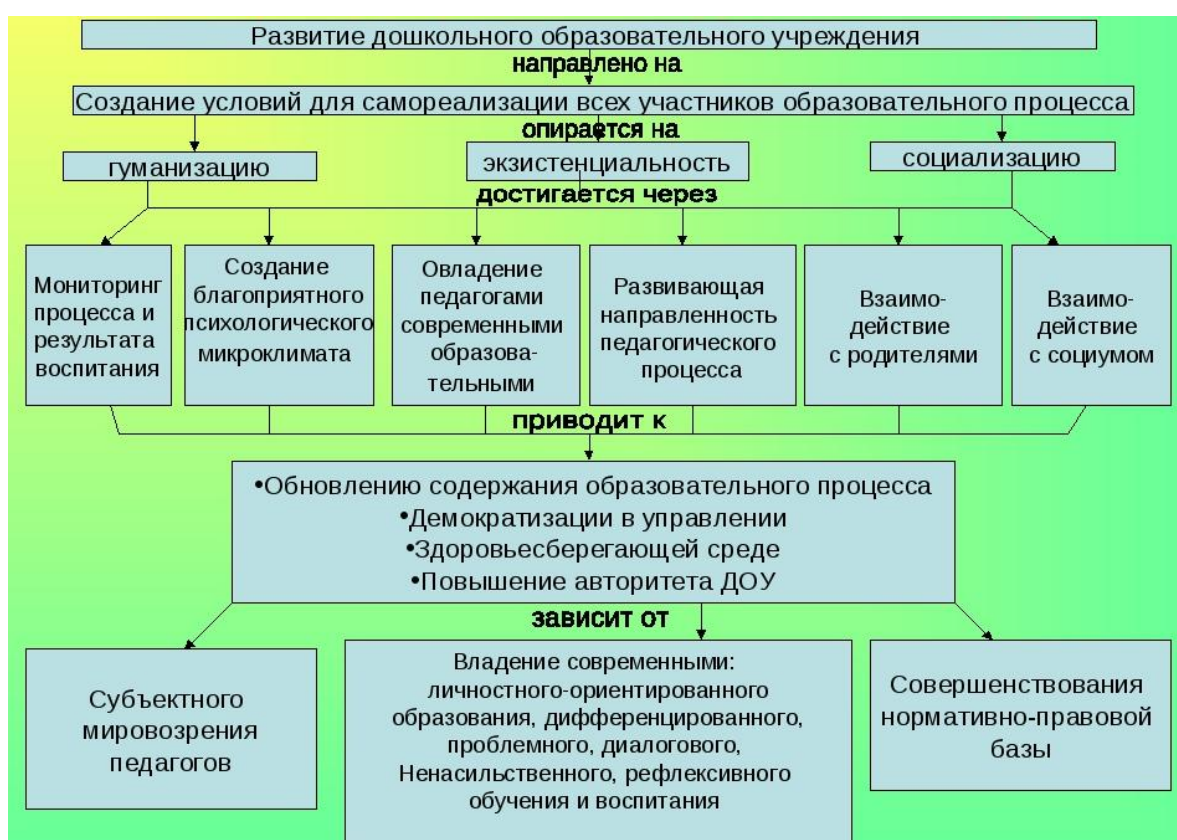 Развитие дошкольного образовательного учреждения
направлено на
Создание условий для самореализации всех участников образовательного процесса
опирается на
гуманизацию
экзистенциальность
социализацию
достигается через
Мониторинг
процесса и
результата
воспитания
Создание
благоприятного
психологического
микроклимата
Овладение
педагогами
современными
образова-
тельными
Развивающая
направленность
педагогического
процесса
Взаимо-
действие
с родителями
Взаимо-
действие
с социумом
приводит к
•Обновлению содержания образовательного процесса
•Демократизации в управлении
•Здоровьесберегающей среде
•Повышение авторитета ДОУ
зависит от
Субъектного
мировозрения
педагогов
Владение современными:
личностного-ориентированного
образования, дифференцированного,
проблемного, диалогового,
Ненасильственного, рефлексивного
обучения и воспитания
Совершенствования
нормативно-правовой
базы